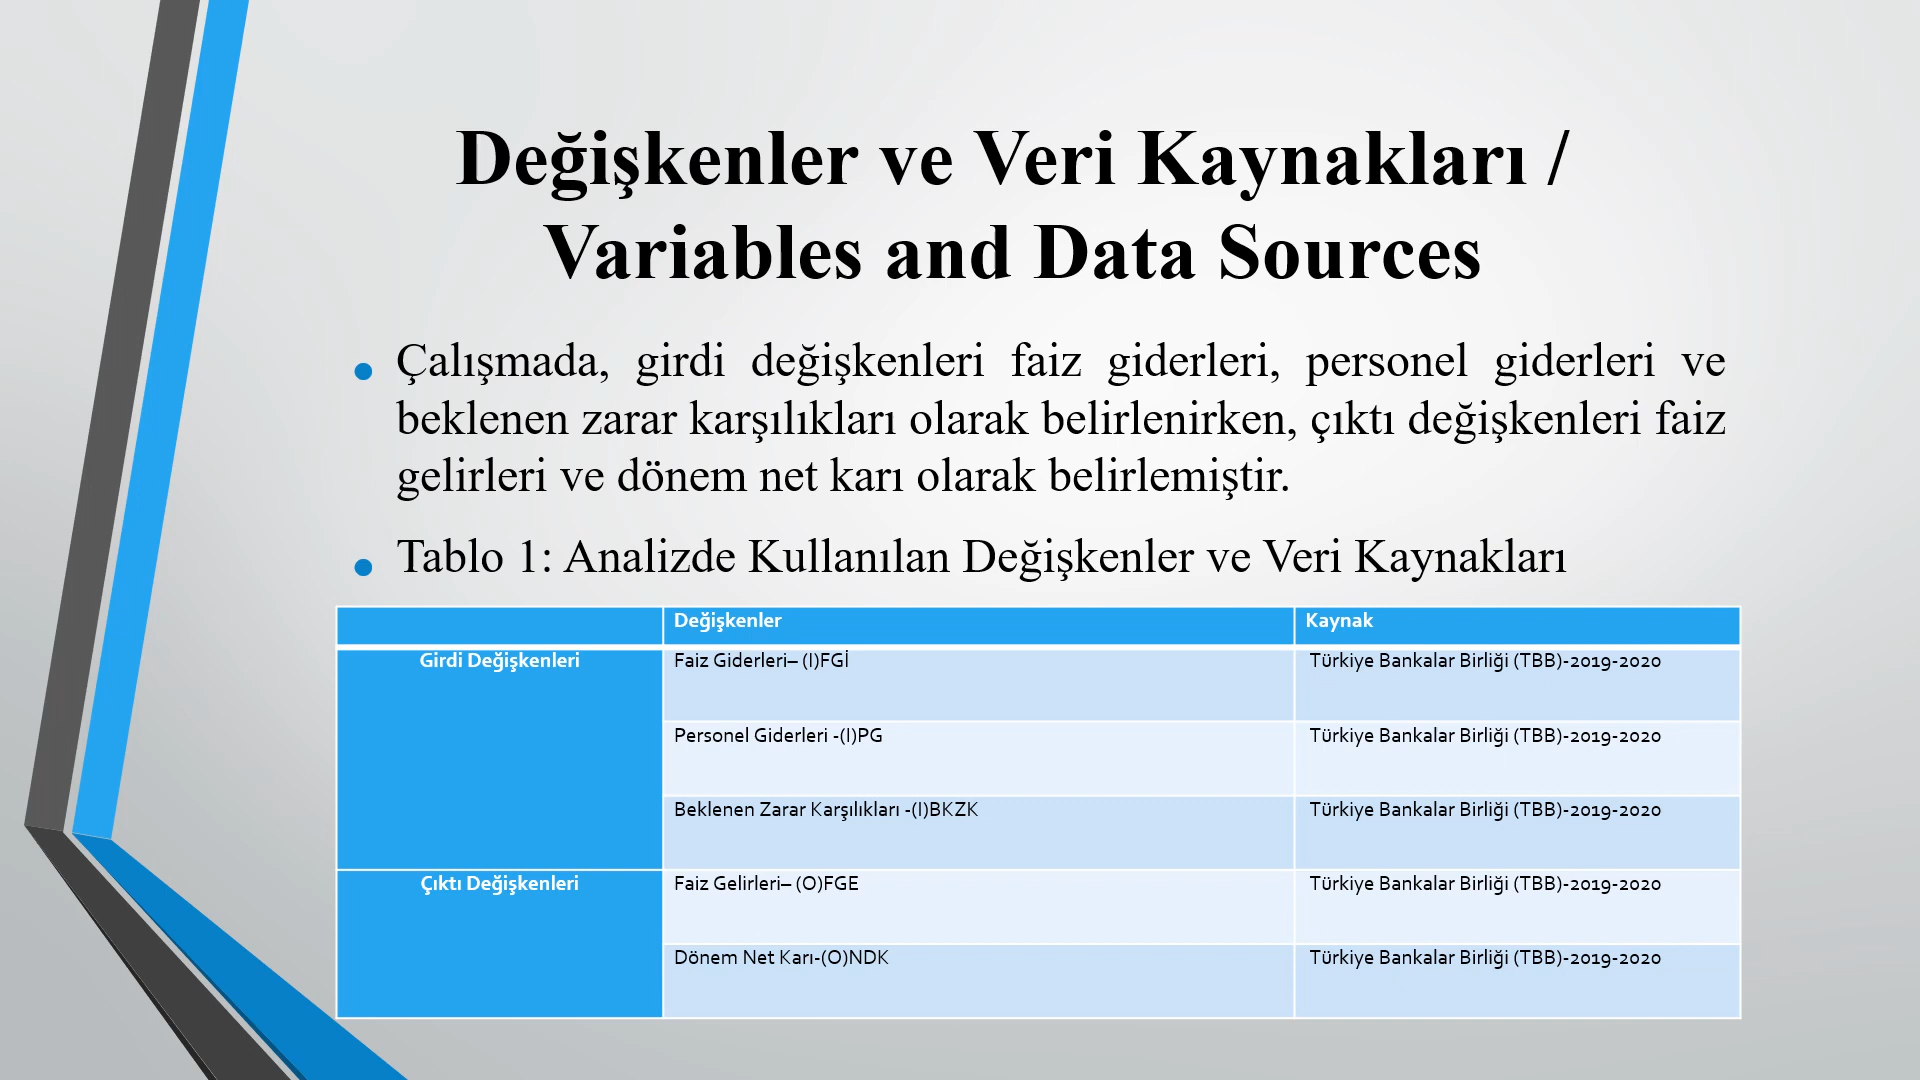 Değişkenler ve Veri Kaynakları /
Variables and Data Sources
Çalışmada, girdi değişkenleri faiz giderleri, personel giderleri ve
beklenen zarar karşılıkları olarak belirlenirken, çıktı değişkenleri faiz
gelirleri ve dönem net karı olarak belirlemiştir.
Tablo 1: Analizde Kullanılan Değişkenler ve Veri Kaynakları
Değişkenler Kaynak
Girdi Değişkenleri Faiz Giderleri– (I)FGİ Türkiye Bankalar Birliği (TBB)-2019-2020
Personel Giderleri -(I)PG Türkiye Bankalar Birliği (TBB)-2019-2020
Beklenen Zarar Karşılıkları -(I)BKZK Türkiye Bankalar Birliği (TBB)-2019-2020
Çıktı Değişkenleri Faiz Gelirleri– (O)FGE Türkiye Bankalar Birliği (TBB)-2019-2020
Dönem Net Karı-(O)NDK Türkiye Bankalar Birliği (TBB)-2019-2020